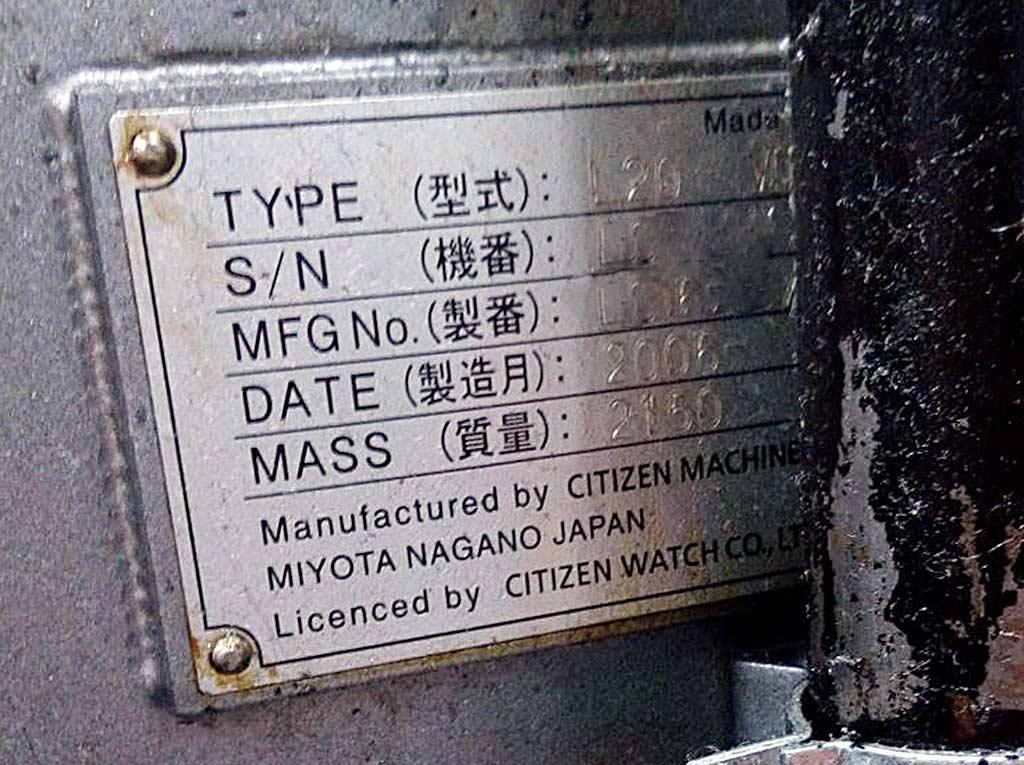 Made
TYPE (型式): L20
S/N (機番):
MFG No. (製番):
DATE (製造月): 2005
MASS (質量): 2150
Manufactured by CITIZEN MACHINE
MIYOTA NAGANO JAPAN
Licenced by CITIZEN WATCH CO., LT